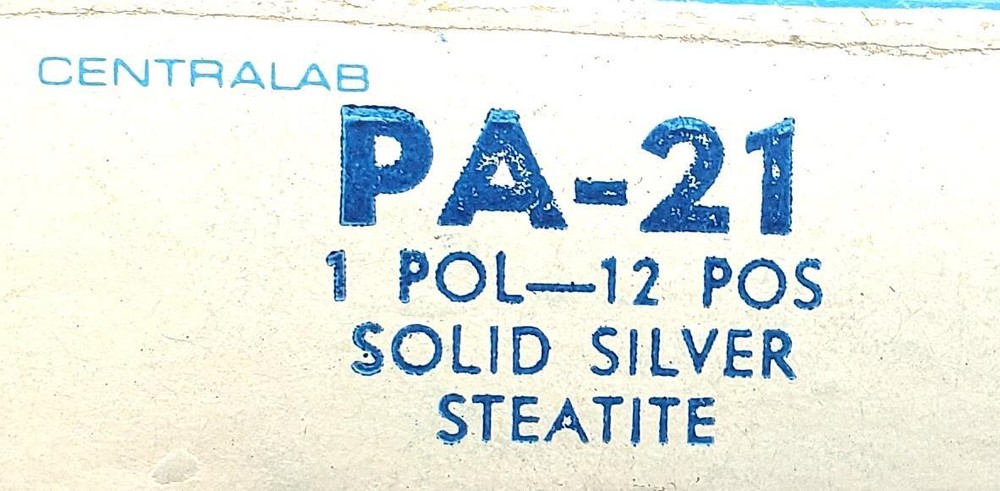 CENTRALAB
PA-21
1 POL—12 POS
SOLID SILVER
STEATITE